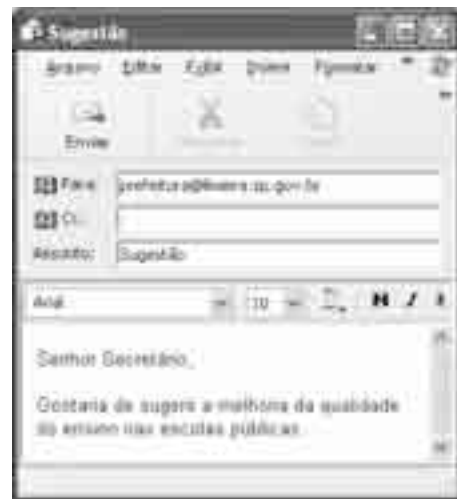 Sugestão
Arquivo Editar Exibir Inserir Formatar
Enviar
Para:
Cc:
Assunto: Sugestão
Arial 10 N I
Senhor Secretário,
Gostaria de sugerir a melhoria da qualidade
do ensino nas escolas públicas.